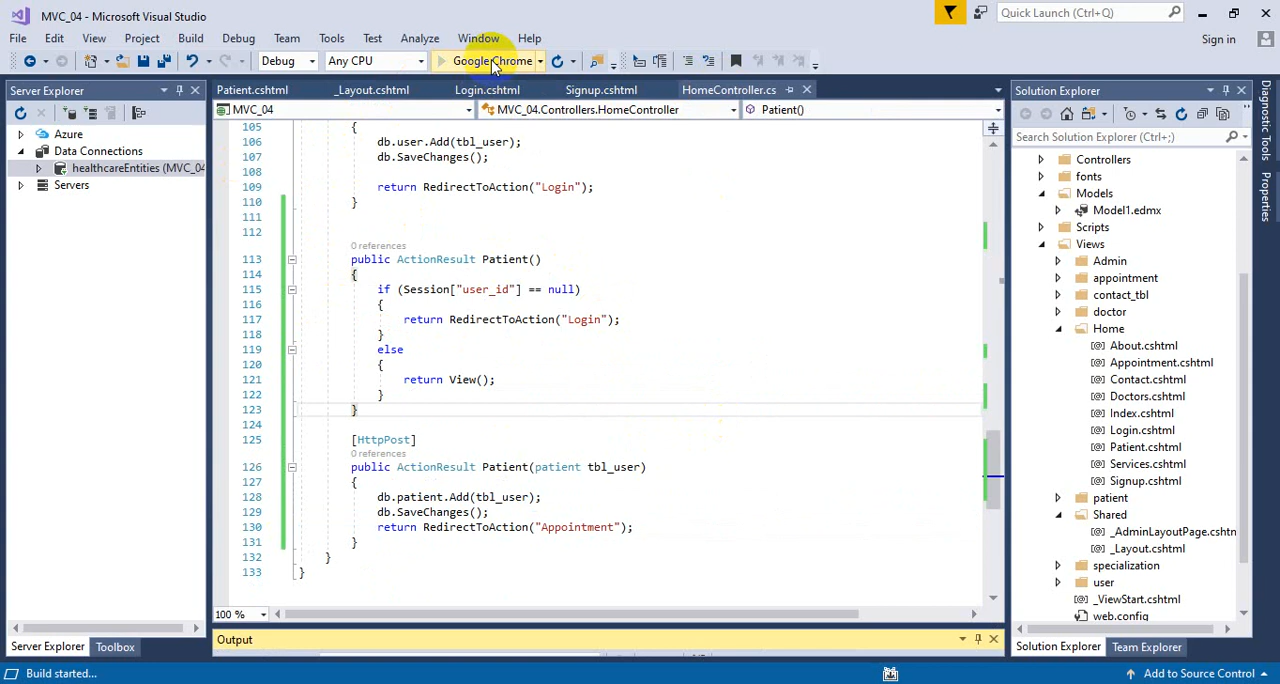 MVC_04 - Microsoft Visual Studio
Quick Launch (Ctrl+Q)
File Edit View Project Build Debug Team Tools Test Analyze Window Help
Sign in
Debug Any CPU Google Chrome
Server Explorer
Patient.cshtml _Layout.cshtml Login.cshtml Signup.cshtml HomeController.cs
Solution Explorer
MVC_04 MVC_04.Controllers.HomeController Patient()
Azure
Data Connections
healthcareEntities (MVC_04
Servers
105 {
106 db.user.Add(tbl_user);
107 db.SaveChanges();
108
109 return RedirectToAction("Login");
110 }
111
112
0 references
113 public ActionResult Patient()
114 {
115 if (Session["user_id"] == null)
116 {
117 return RedirectToAction("Login");
118 }
119 else
120 {
121 return View();
122 }
123 }
124
125 [HttpPost]
0 references
126 public ActionResult Patient(patient tbl_user)
127 {
128 db.patient.Add(tbl_user);
129 db.SaveChanges();
130 return RedirectToAction("Appointment");
131 }
132 }
133 }
100 %
Search Solution Explorer (Ctrl+;)
Controllers
fonts
Models
Model1.edmx
Scripts
Views
Admin
appointment
contact_tbl
doctor
Home
About.cshtml
Appointment.cshtml
Contact.cshtml
Doctors.cshtml
Index.cshtml
Login.cshtml
Patient.cshtml
Services.cshtml
Signup.cshtml
patient
Shared
_AdminLayoutPage.cshtn
_Layout.cshtml
specialization
user
_ViewStart.cshtml
web.config
Diagnostic Tools
Properties
Output
Server Explorer Toolbox
Solution Explorer Team Explorer
Build started...
Add to Source Control